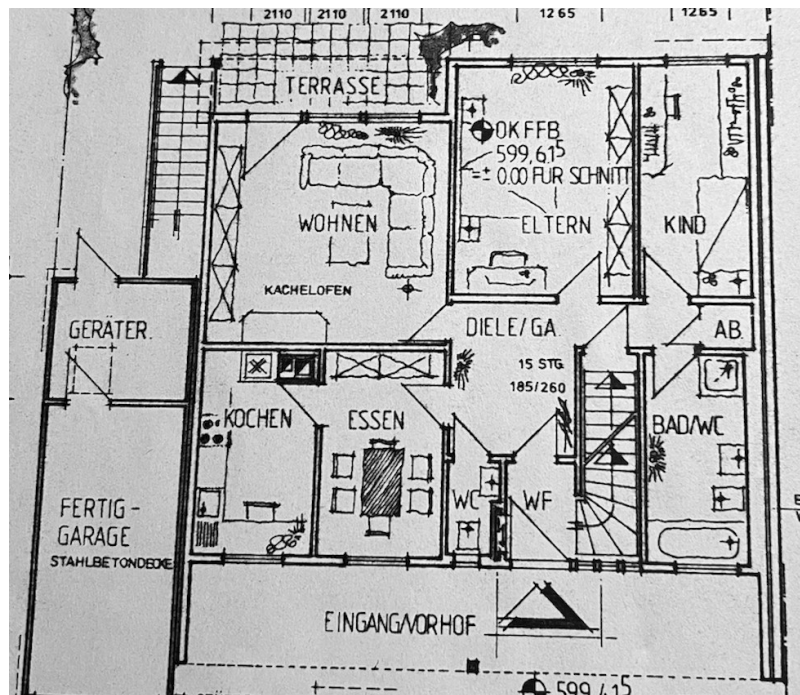 2110 2110 2110 1265 1265
TERRASSE
OKFFB
599,615
=± 0.00 FÜR SCHNITT
WOHNEN
ELTERN
KIND
KACHELOFEN
GERÄTER.
DIELE/GA.
AB.
15 STG
185/260
KOCHEN
ESSEN
BAD/WC
WC
WF
FERTIG-
GARAGE
STAHLBETONDECKE
EINGANG/VORHOF
599,415